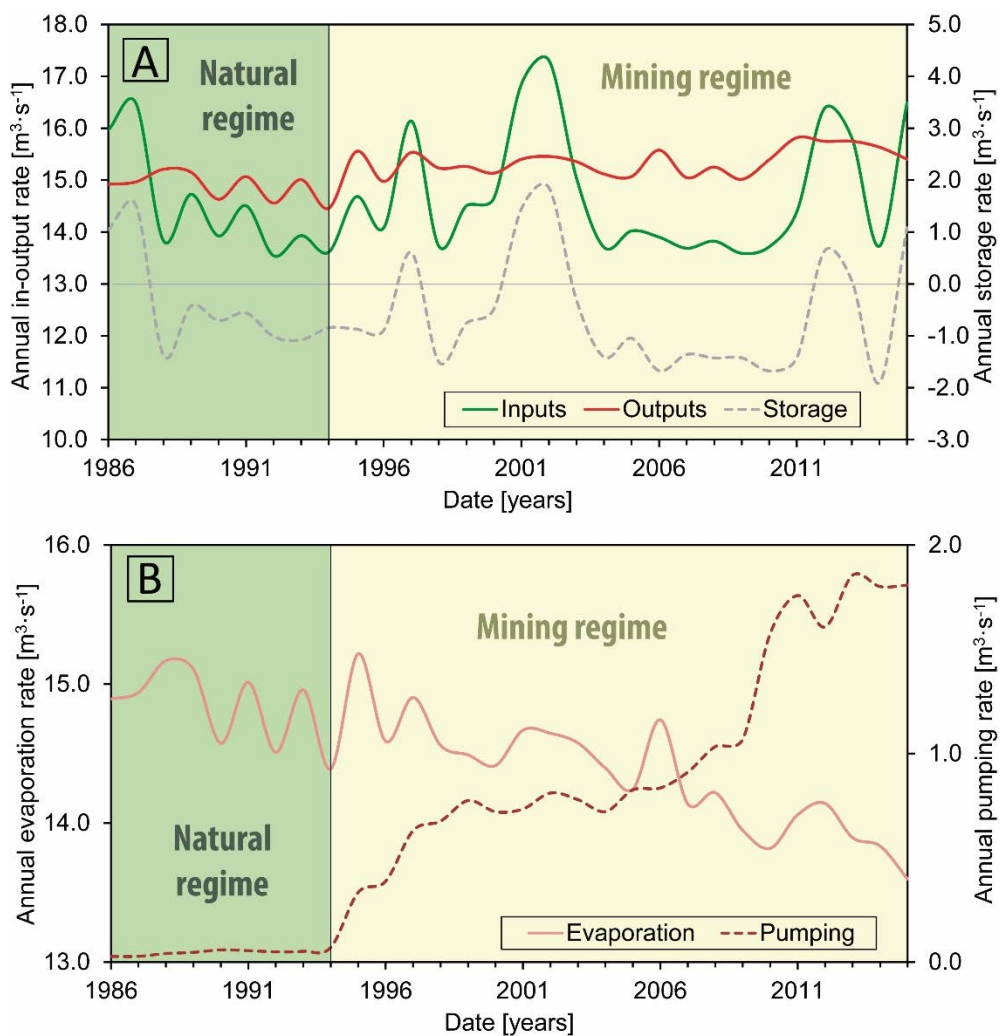 A
Natural
regime
Mining regime
18.0
17.0
16.0
15.0
14.0
13.0
12.0
11.0
10.0
Annual in-output rate [m³·s⁻¹]
5.0
4.0
3.0
2.0
1.0
0.0
-1.0
-2.0
-3.0
Annual storage rate [m³·s⁻¹]
Inputs Outputs Storage
1986 1991 1996 2001 2006 2011
Date [years]
B
Mining regime
Natural
regime
16.0
15.0
14.0
13.0
Annual evaporation rate [m³·s⁻¹]
2.0
1.0
0.0
Annual pumping rate [m³·s⁻¹]
Evaporation Pumping
1986 1991 1996 2001 2006 2011
Date [years]